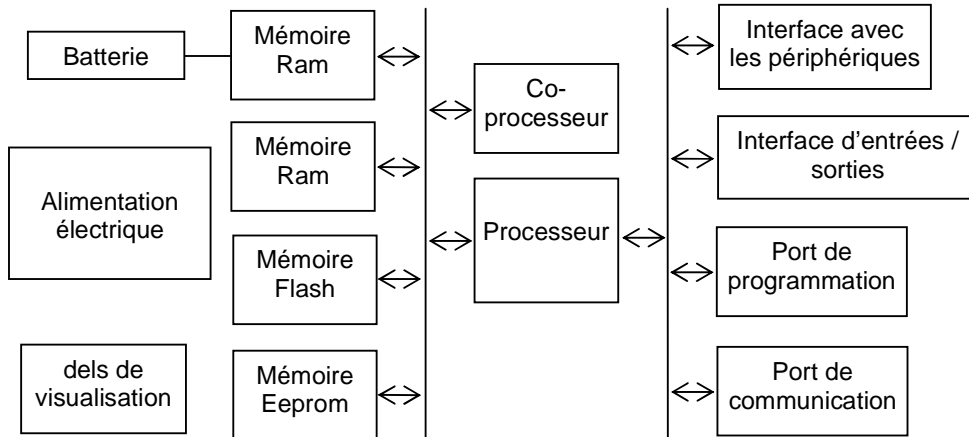 Batterie
Mémoire
Ram
Interface avec
les périphériques
Co-
processeur
Mémoire
Ram
Interface d'entrées /
sorties
Alimentation
électrique
Processeur
Mémoire
Flash
Port de
programmation
dels de
visualisation
Mémoire
Eeprom
Port de
communication